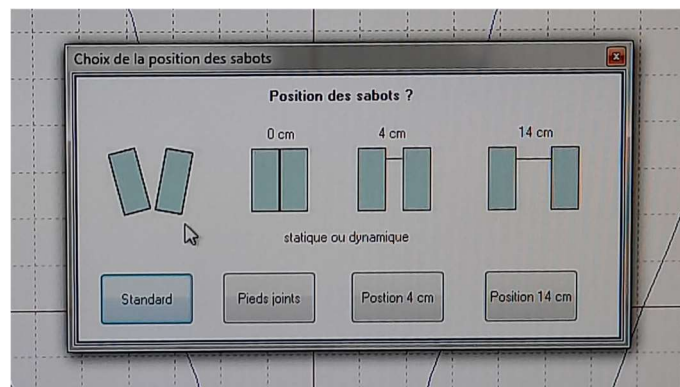 Choix de la position des sabots
Position des sabots ?
0 cm 4 cm 14 cm
statique ou dynamique
Standard Pieds joints Postion 4 cm Position 14 cm